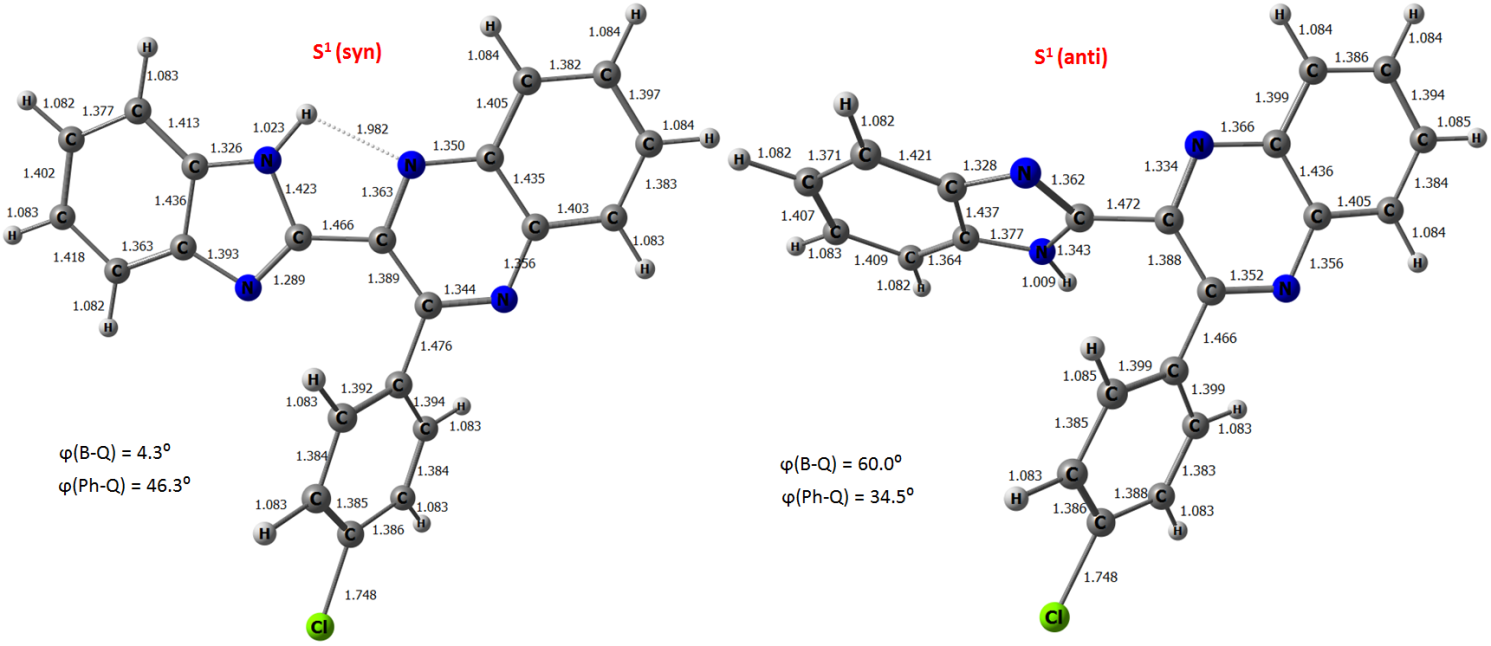 S¹ (syn)
H H
1.084 1.084
H 1.083 C 1.382 C
H 1.082 1.377 C 1.405 1.397
C 1.413 1.023 H 1.982 1.084 H
1.402 1.326 N N 1.350 C C
C 1.423 1.363 1.435 1.383
1.083 1.436 1.466 1.403
H C C C C C C
1.418 1.363 C 1.393 1.389 1.356 1.083
C N 1.289 1.344 N H
1.082 C
H 1.476
H 1.392 C
1.083 C 1.394 H
C 1.083
φ(B-Q) = 4.3⁰ 1.384 1.384
φ(Ph-Q) = 46.3⁰
1.083 C 1.385 C 1.083
H C 1.386 H
1.748
Cl
S¹ (anti)
H H
1.084 1.084
C 1.386 C
H 1.399 1.394
1.082 1.085 H
H 1.082 1.371 C 1.421 1.328 N 1.362 1.334 N 1.366 C C
C C C 1.472 1.436 1.384
1.407 1.437 C C 1.405 C
H C 1.377 N 1.343 1.388 1.084
1.083 1.409 C 1.364 C 1.352 1.356 H
1.082 H 1.009 H C N
1.466
H 1.399 C
1.085 C 1.399 H
C 1.083
1.385 1.383
φ(B-Q) = 60.0⁰
φ(Ph-Q) = 34.5⁰
1.083 C 1.388 C
H 1.386 1.083
C H
1.748
Cl